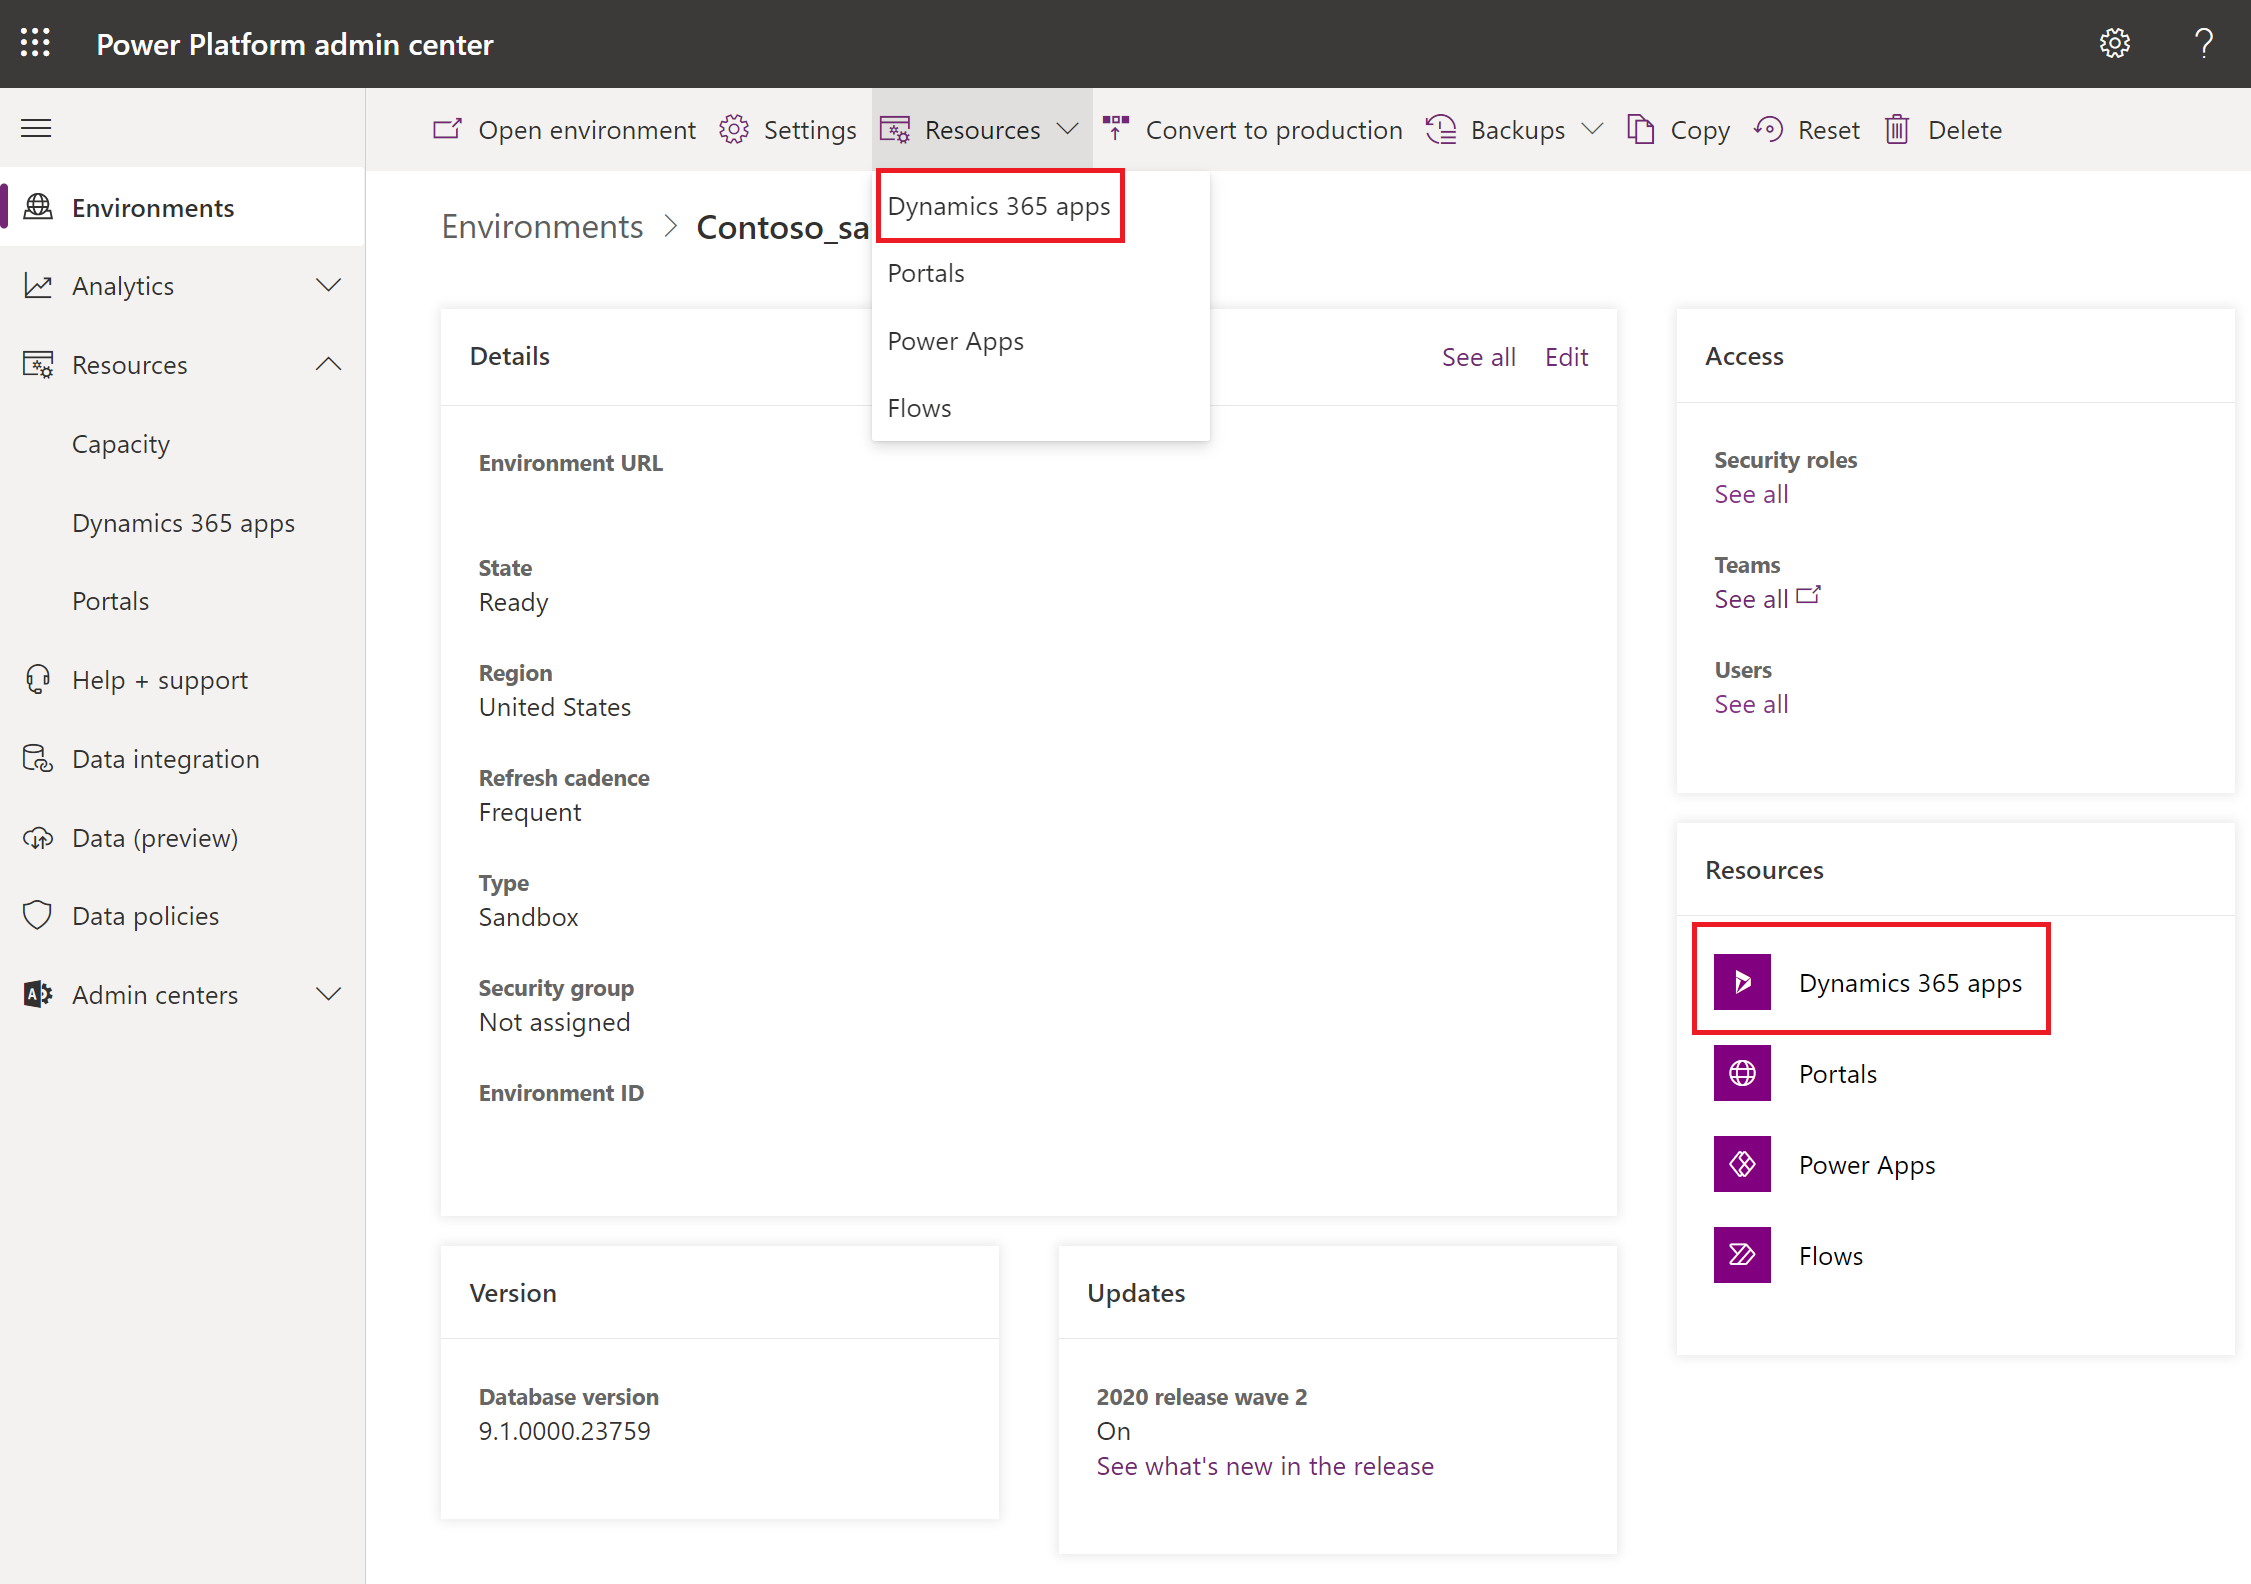 Power Platform admin center
?
Open environment
Settings
Resources
Convert to production
Backups
Copy
Reset
Delete
Environments
Analytics
Resources
Capacity
Dynamics 365 apps
Portals
Help + support
Data integration
Data (preview)
Data policies
Admin centers
Environments > Contoso_sa
Dynamics 365 apps
Portals
Power Apps
Flows
Details
See all
Edit
Environment URL
State
Ready
Region
United States
Refresh cadence
Frequent
Type
Sandbox
Security group
Not assigned
Environment ID
Version
Database version
9.1.0000.23759
Updates
2020 release wave 2
On
See what's new in the release
Access
Security roles
See all
Teams
See all
Users
See all
Resources
Dynamics 365 apps
Portals
Power Apps
Flows